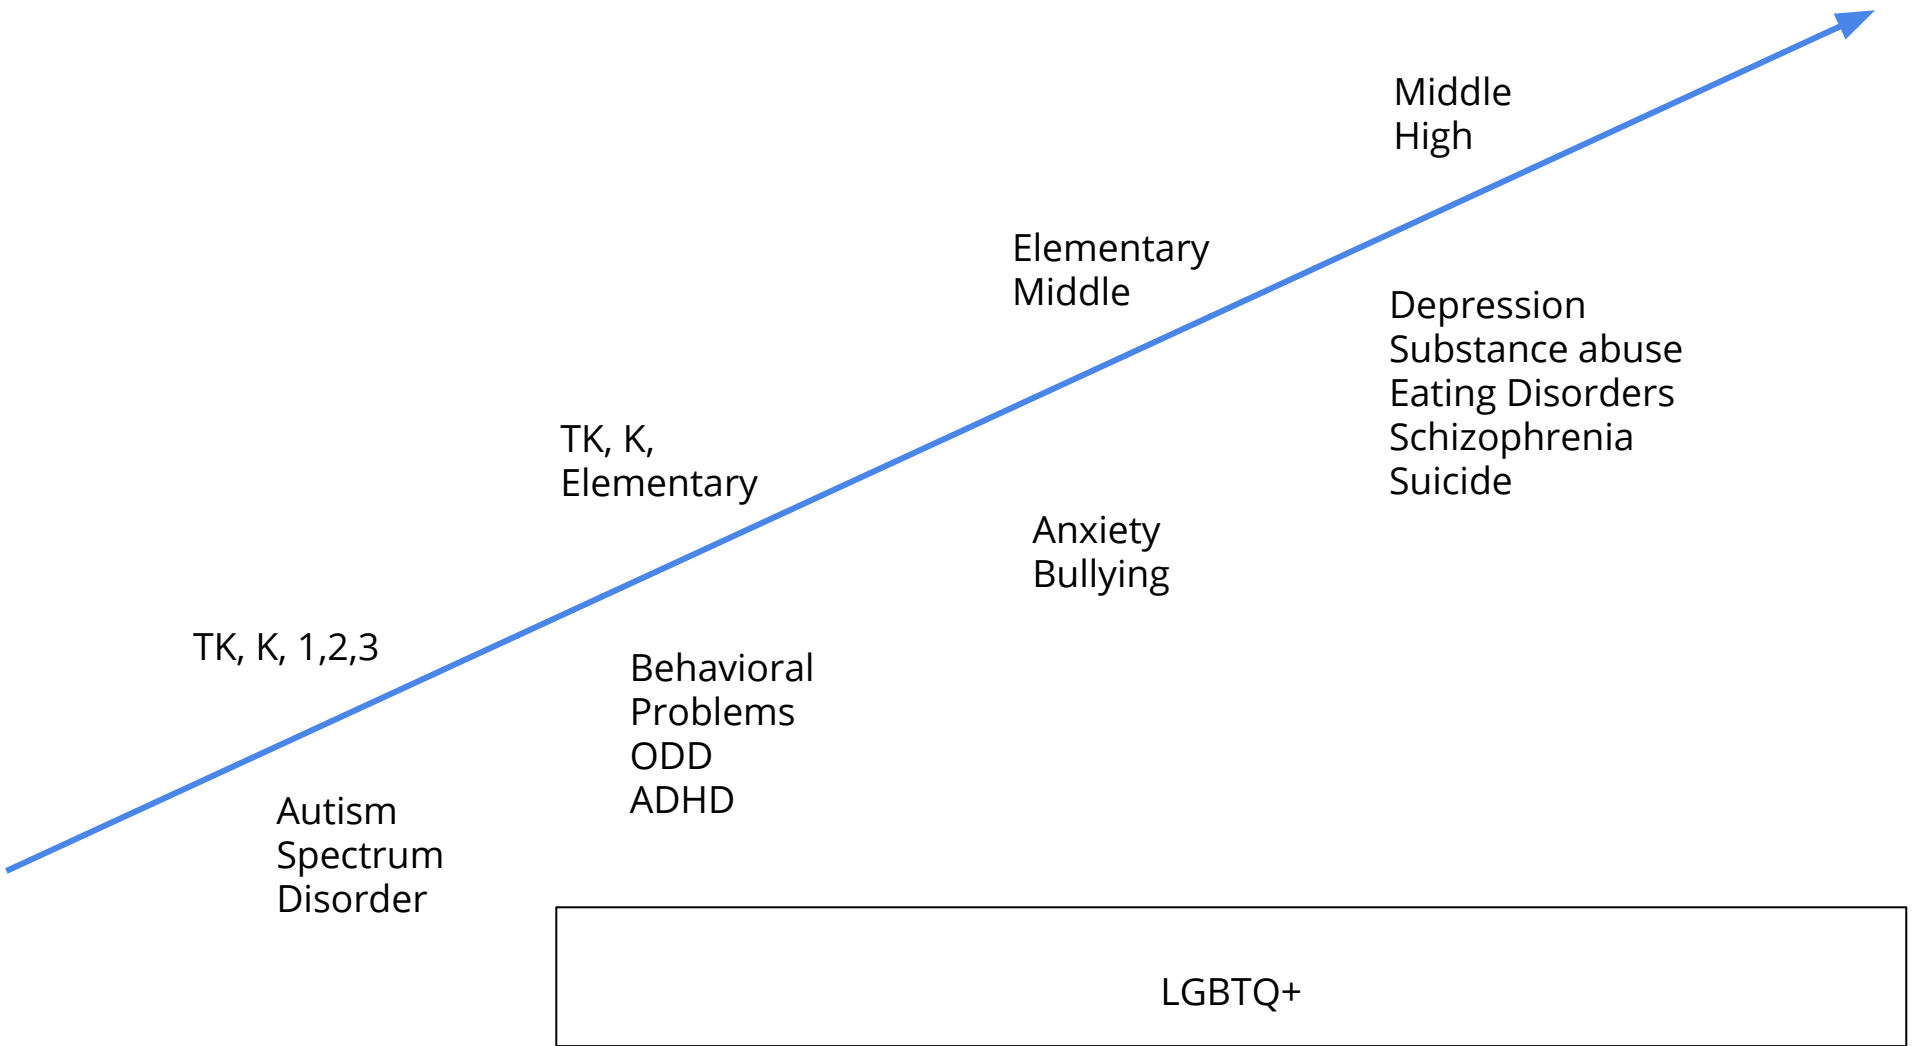 Middle
High
Elementary
Middle
Depression
Substance abuse
Eating Disorders
Schizophrenia
Suicide
TK, K,
Elementary
Anxiety
Bullying
TK, K, 1,2,3
Behavioral
Problems
ODD
ADHD
Autism
Spectrum
Disorder
LGBTQ+